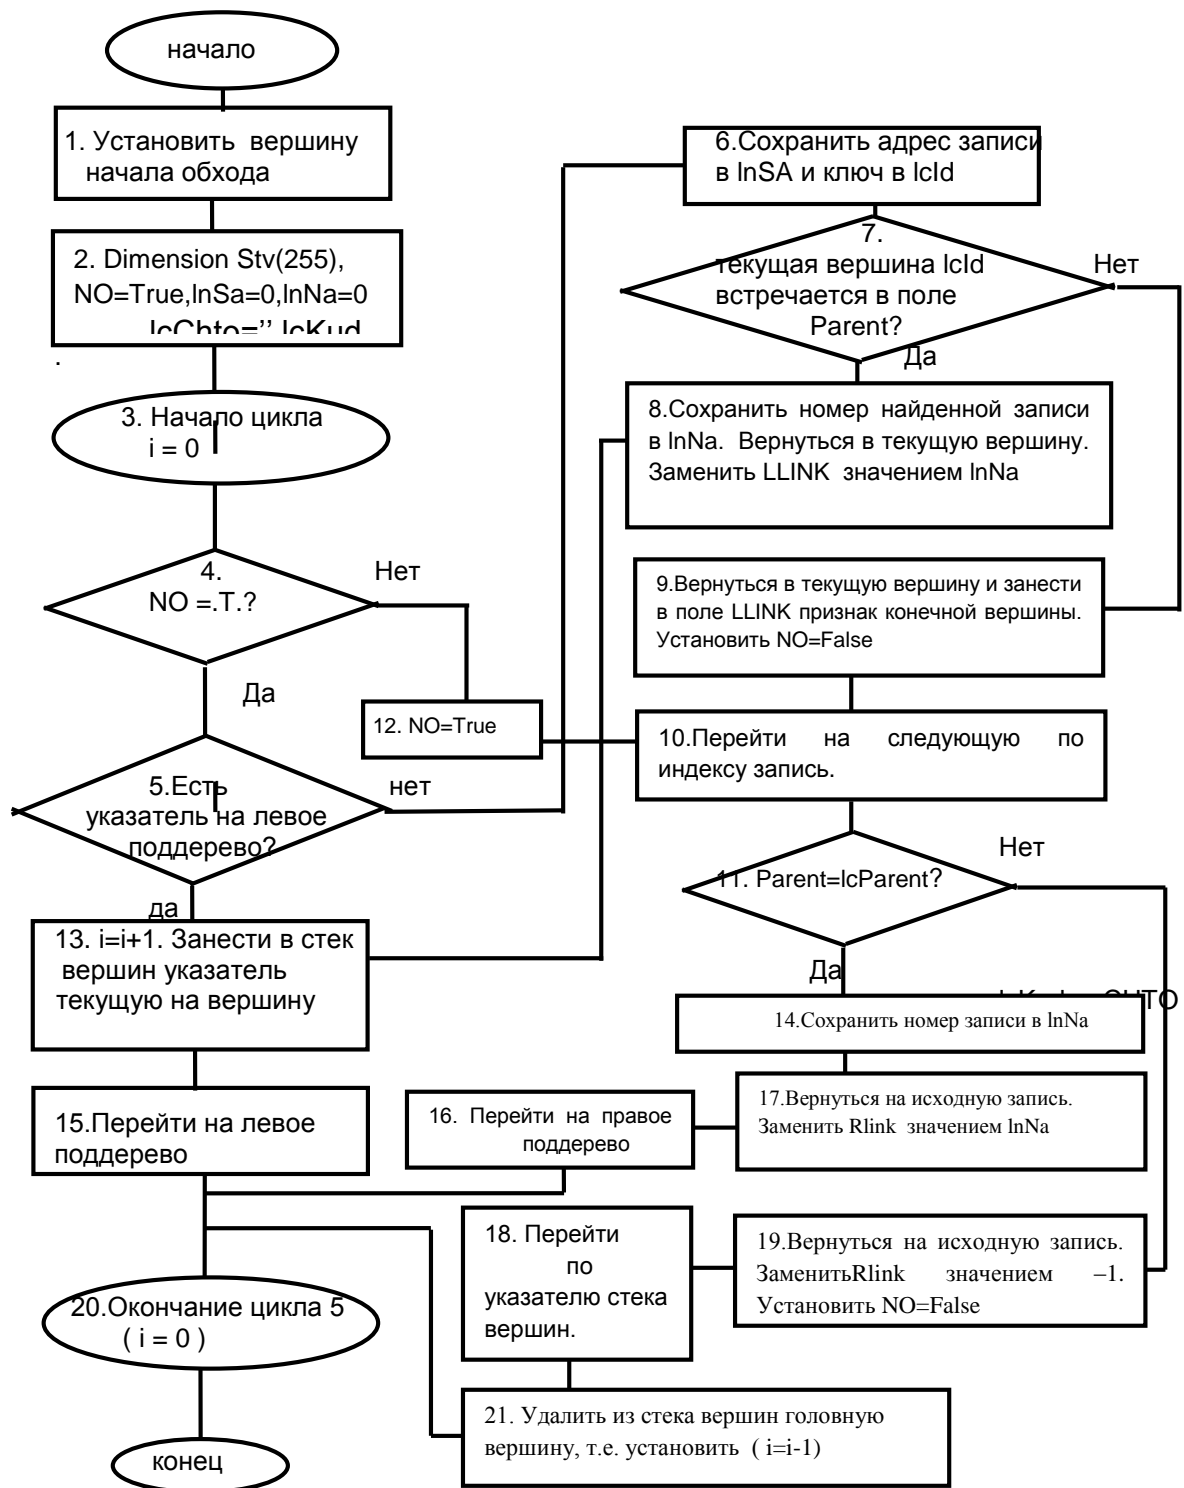 начало
1. Установить вершину
начала обхода
2. Dimension Stv(255),
NO=True,lnSa=0,lnNa=0
lcChto='' lcKud
.
3. Начало цикла
i = 0
4.
NO =.T.?
Нет
Да
12. NO=True
5.Есть
указатель на левое
поддерево?
нет
да
13. i=i+1. Занести в стек
вершин указатель
текущую на вершину
15.Перейти на левое
поддерево
20.Окончание цикла 5
( i = 0 )
конец
6.Сохранить адрес записи
в lnSA и ключ в lcId
7.
текущая вершина lcId
встречается в поле
Parent?
Нет
Да
8.Сохранить номер найденной записи
в lnNa. Вернуться в текущую вершину.
Заменить LLINK значением lnNa
9.Вернуться в текущую вершину и занести
в поле LLINK признак конечной вершины.
Установить NO=False
10.Перейти на следующую по
индексу запись.
11. Parent=lcParent?
Нет
Да
14.Сохранить номер записи в lnNa
17.Вернуться на исходную запись.
Заменить Rlink значением lnNa
16. Перейти на правое
поддерево
18. Перейти
по
указателю стека
вершин.
19.Вернуться на исходную запись.
ЗаменитьRlink значением –1.
Установить NO=False
21. Удалить из стека вершин головную
вершину, т.е. установить ( i=i-1)